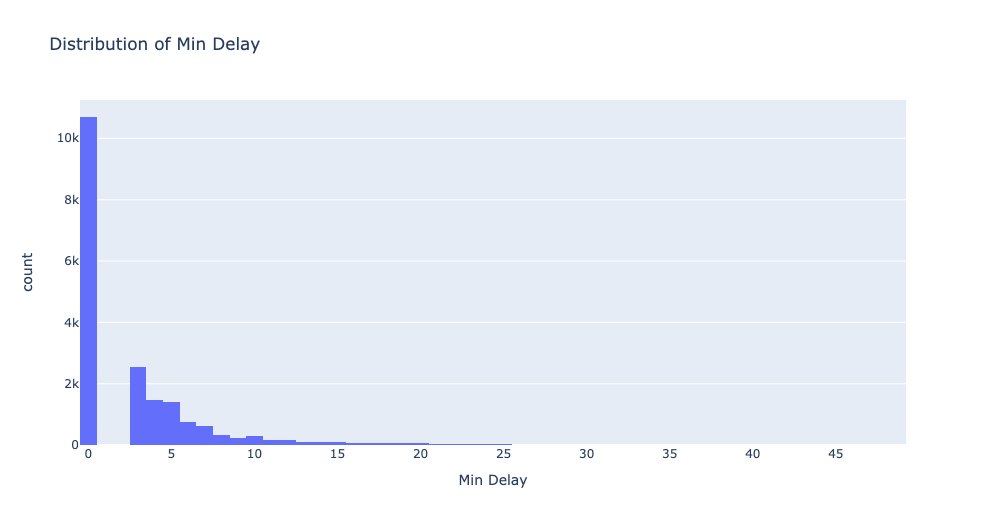 Distribution of Min Delay
10k
8k
6k
4k
2k
0
count
0 5 10 15 20 25 30 35 40 45
Min Delay